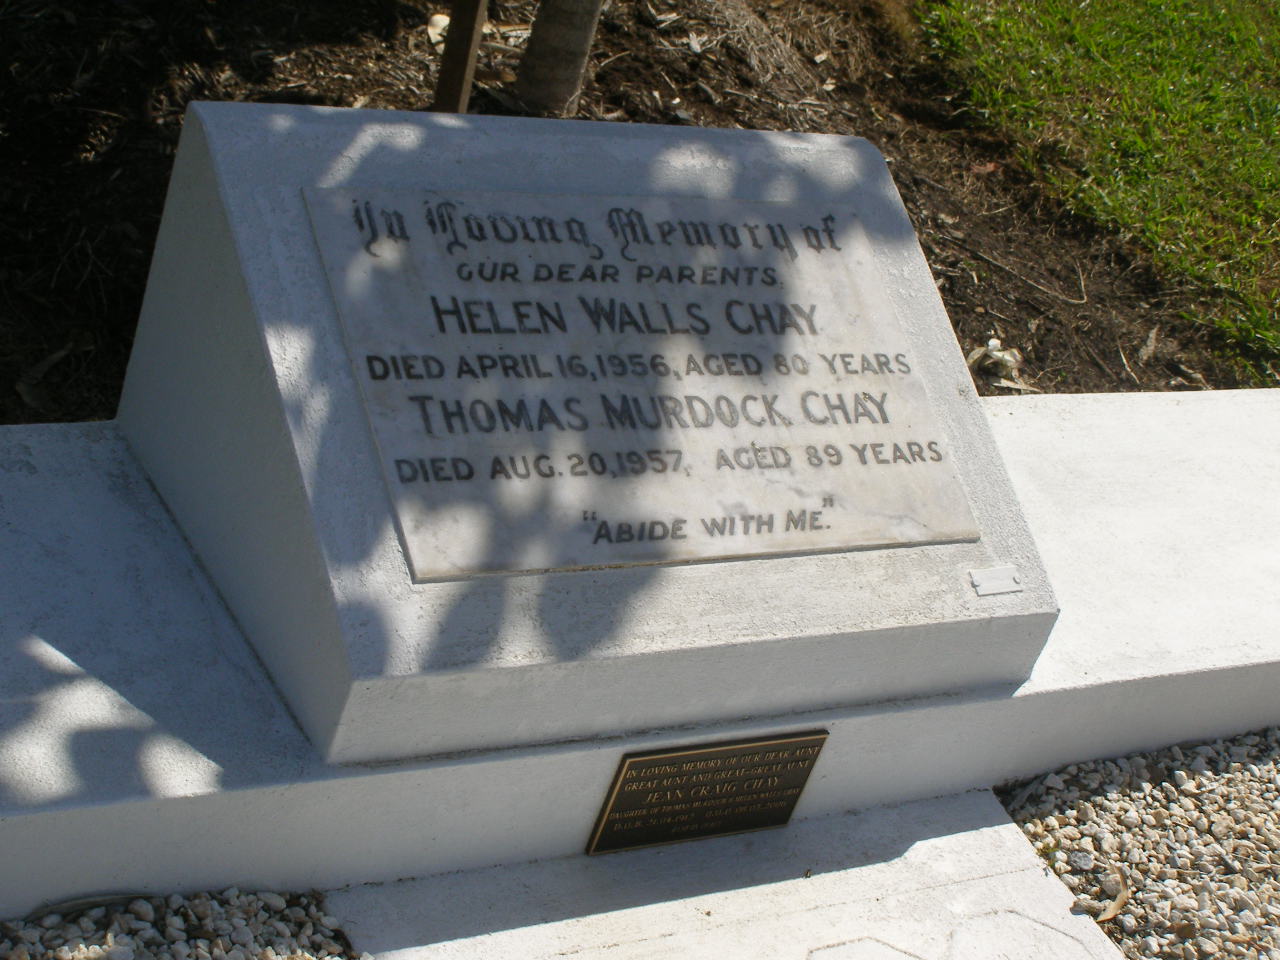 In Loving Memory of
OUR DEAR PARENTS.
HELEN WALLS CHAY
DIED APRIL 16, 1956, AGED 80 YEARS
THOMAS MURDOCK CHAY
DIED AUG. 20, 1957, AGED 89 YEARS
"ABIDE WITH ME."
IN LOVING MEMORY OF OUR DEAR AUNT
GREAT AUNT AND GREAT-GREAT AUNT
JEAN CRAIG CHAY
DAUGHTER OF THOMAS MURDOCK & HELEN WALLS CHAY